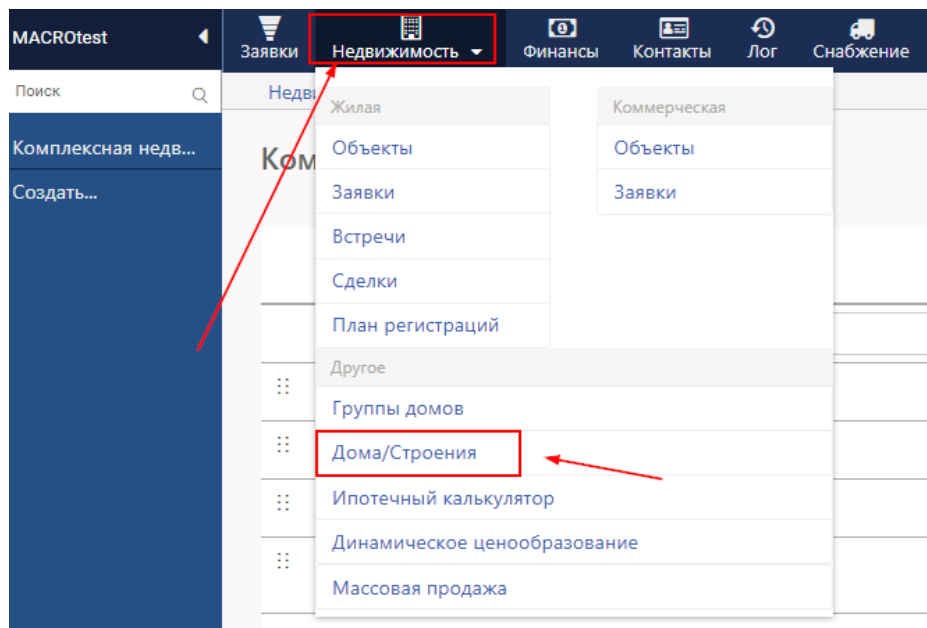 MACROtest
Заявки
Недвижимость
Финансы
Контакты
Лог
Снабжение
Поиск
Комплексная недв...
Создать...
Недви
Ком
Жилая
Объекты
Заявки
Встречи
Сделки
План регистраций
Коммерческая
Объекты
Заявки
Другое
Группы домов
Дома/Строения
Ипотечный калькулятор
Динамическое ценообразование
Массовая продажа